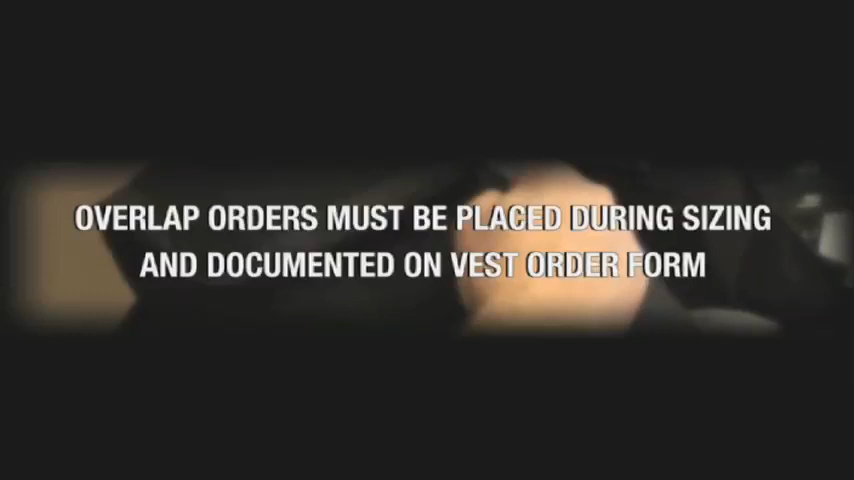 OVERLAP ORDERS MUST BE PLACED DURING SIZING
AND DOCUMENTED ON VEST ORDER FORM